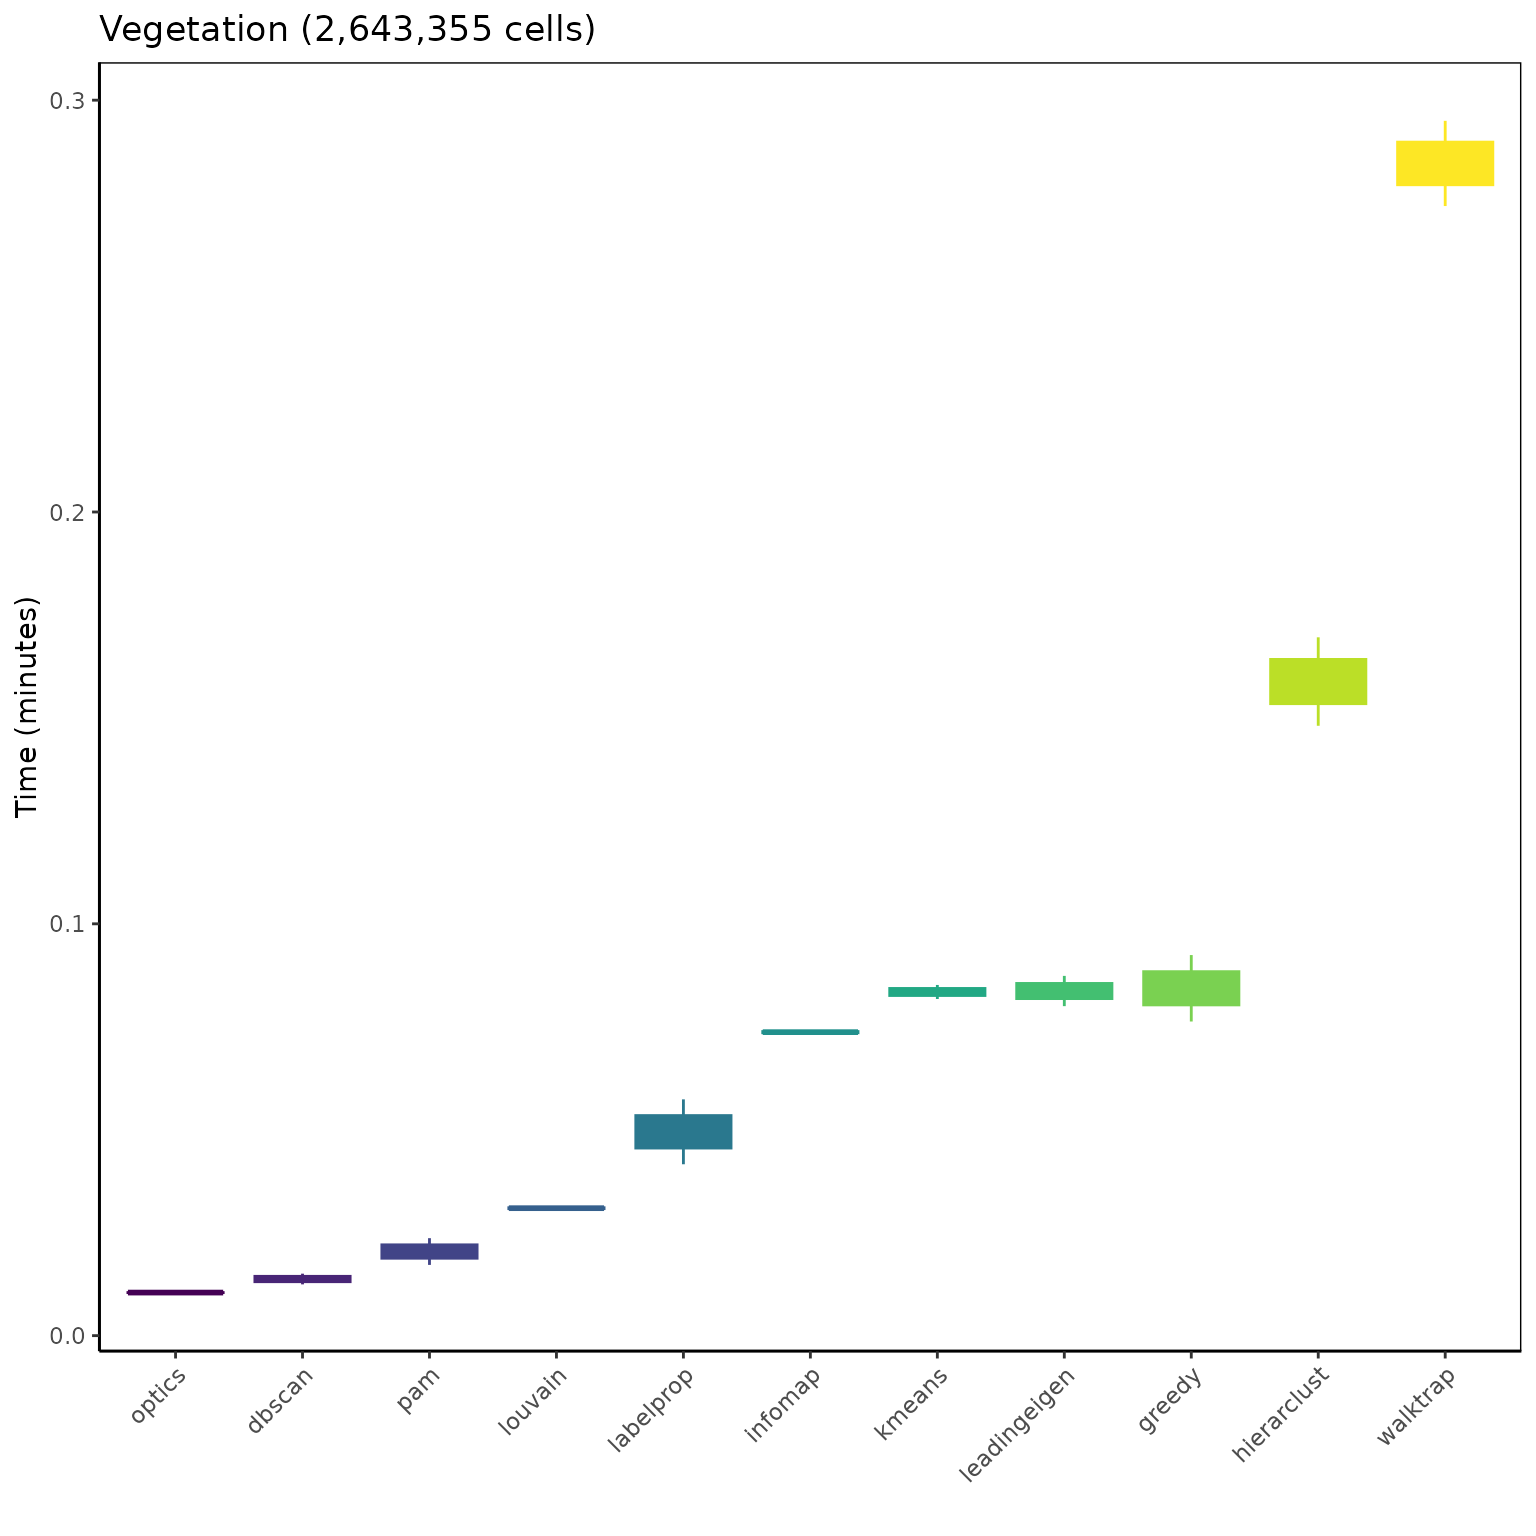 Vegetation (2,643,355 cells)
0.3
0.2
0.1
0.0
Time (minutes)
optics
dbscan
pam
louvain
labelprop
infomap
kmeans
leadingeigen
greedy
hierarclust
walktrap